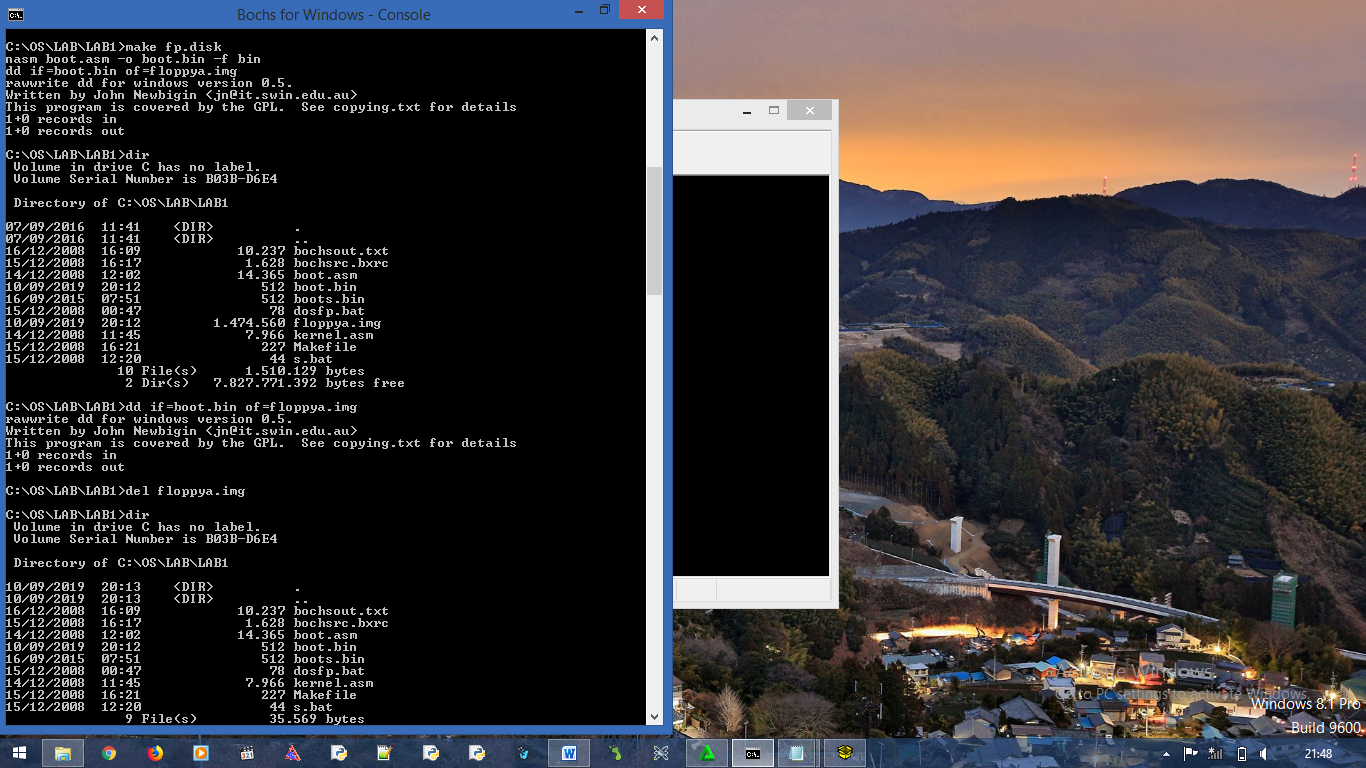 Bochs for Windows - Console
C:\OS\LAB\LAB1>make fp.disk
nasm boot.asm -o boot.bin -f bin
dd if=boot.bin of=floppya.img
rawwrite dd for windows version 0.5.
Written by John Newbigin <jn@it.swin.edu.au>
This program is covered by the GPL.  See copying.txt for details
1+0 records in
1+0 records out
C:\OS\LAB\LAB1>dir
 Volume in drive C has no label.
 Volume Serial Number is B03B-D6E4
 Directory of C:\OS\LAB\LAB1
07/09/2016  11:41    <DIR>          .
07/09/2016  11:41    <DIR>          ..
16/12/2008  16:09            10.237 bochsout.txt
15/12/2008  16:17             1.628 bochsrc.bxrc
14/12/2008  12:02            14.365 boot.asm
10/09/2019  20:12               512 boot.bin
16/09/2015  07:51               512 boots.bin
15/12/2008  00:47                78 dosfp.bat
10/09/2019  20:12         1.474.560 floppya.img
14/12/2008  11:45             7.966 kernel.asm
15/12/2008  16:21               227 Makefile
15/12/2008  12:20                44 s.bat
              10 File(s)      1.510.129 bytes
               2 Dir(s)   7.827.771.392 bytes free
C:\OS\LAB\LAB1>dd if=boot.bin of=floppya.img
rawwrite dd for windows version 0.5.
Written by John Newbigin <jn@it.swin.edu.au>
This program is covered by the GPL.  See copying.txt for details
1+0 records in
1+0 records out
C:\OS\LAB\LAB1>del floppya.img
C:\OS\LAB\LAB1>dir
 Volume in drive C has no label.
 Volume Serial Number is B03B-D6E4
 Directory of C:\OS\LAB\LAB1
10/09/2019  20:13    <DIR>          .
10/09/2019  20:13    <DIR>          ..
16/12/2008  16:09            10.237 bochsout.txt
15/12/2008  16:17             1.628 bochsrc.bxrc
14/12/2008  12:02            14.365 boot.asm
10/09/2019  20:12               512 boot.bin
16/09/2015  07:51               512 boots.bin
15/12/2008  00:47                78 dosfp.bat
14/12/2008  11:45             7.966 kernel.asm
15/12/2008  16:21               227 Makefile
15/12/2008  12:20                44 s.bat
               9 File(s)         35.569 bytes
Activate Windows
Go to PC settings to activate Windows.
Windows 8.1 Pro
Build 9600
21:48